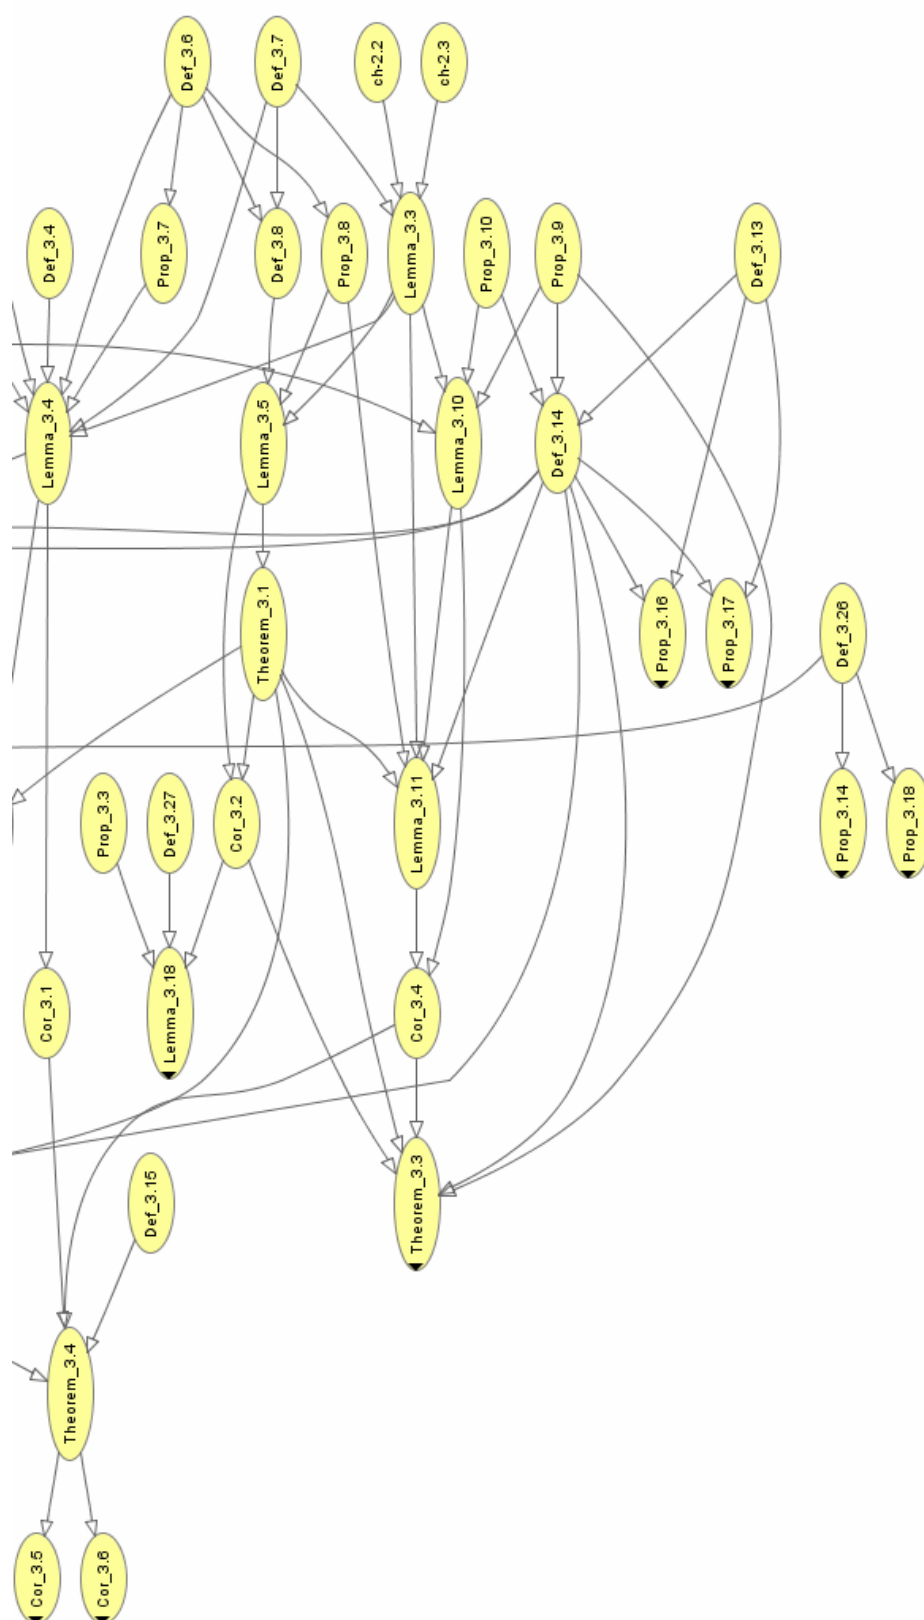 Def_3.6
Def_3.7
ch-2.2
ch-2.3
Def_3.4
Prop_3.7
Def_3.8
Prop_3.8
Lemma_3.3
Prop_3.10
Prop_3.9
Def_3.13
Lemma_3.4
Lemma_3.5
Lemma_3.10
Def_3.14
Theorem_3.1
Prop_3.16
Prop_3.17
Def_3.26
Prop_3.3
Def_3.27
Cor_3.2
Lemma_3.11
Prop_3.14
Prop_3.18
Cor_3.1
Lemma_3.18
Cor_3.4
Def_3.15
Theorem_3.3
Theorem_3.4
Cor_3.5
Cor_3.6